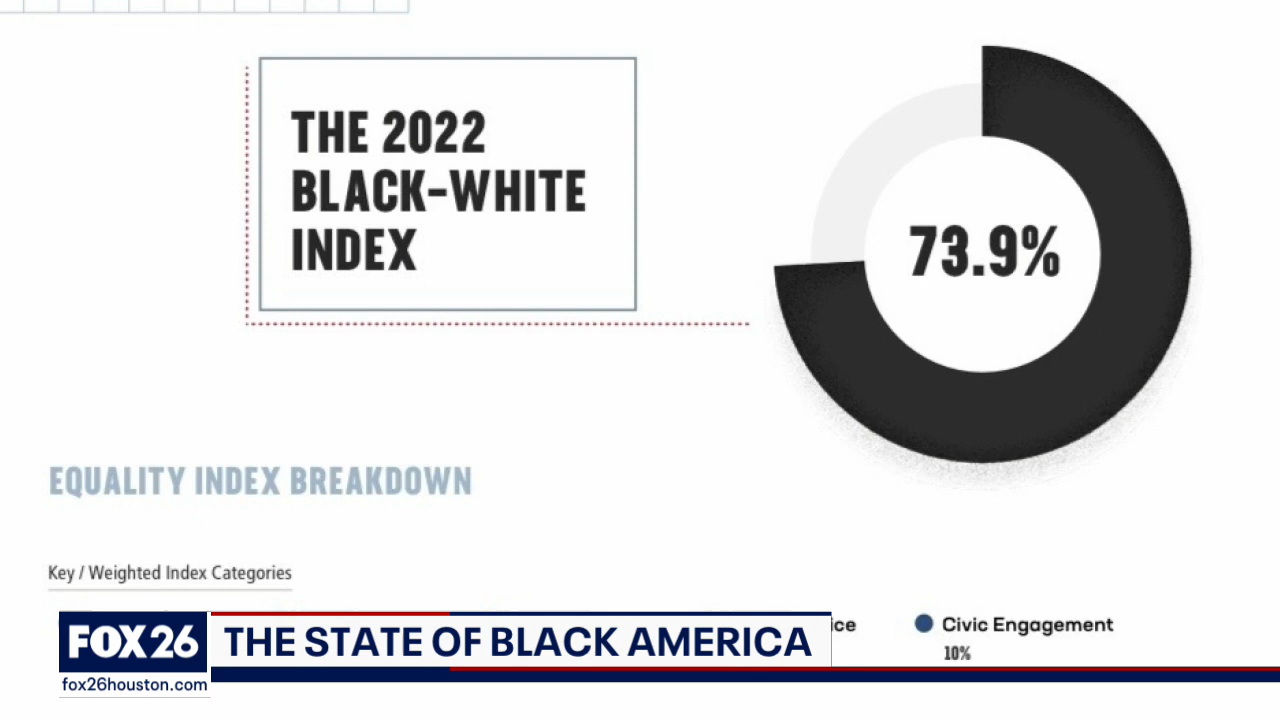 THE 2022
BLACK-WHITE
INDEX
73.9%
EQUALITY INDEX BREAKDOWN
Key / Weighted Index Categories
ice
Civic Engagement
10%
FOX 26
THE STATE OF BLACK AMERICA
fox26houston.com